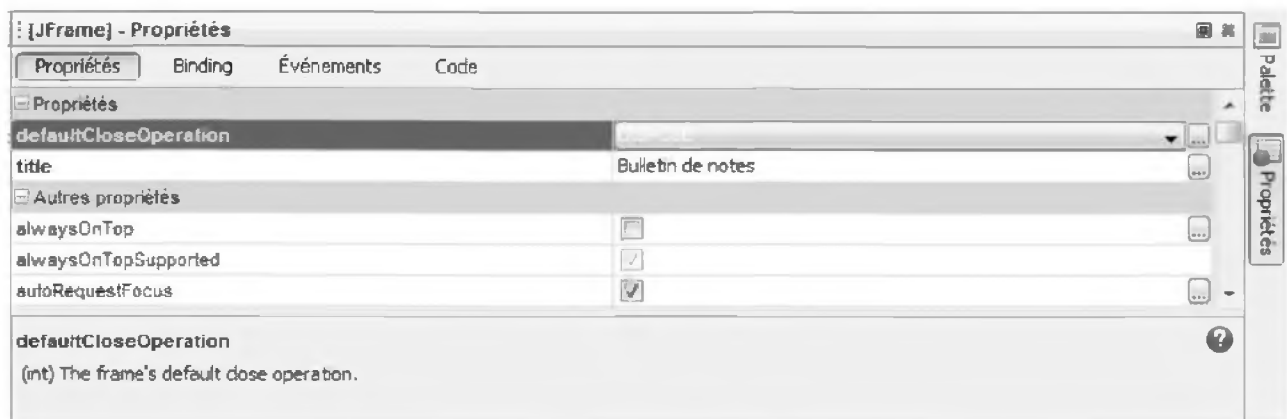 [JFrame] - Propriétés
Propriétés Binding Événements Code
Propriétés
defaultCloseOperation
title Bulletin de notes
Autres propriétés
alwaysOnTop
alwaysOnTopSupported
autoRequestFocus
defaultCloseOperation
(int) The frame's default close operation.
Palette
Propriétés